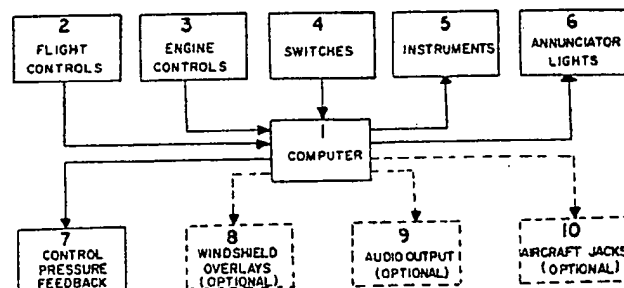 2
FLIGHT
CONTROLS
3
ENGINE
CONTROLS
4
SWITCHES
5
INSTRUMENTS
6
ANNUNCIATOR
LIGHTS
1
COMPUTER
7
CONTROL
PRESSURE
FEEDBACK
8
WINDSHIELD
OVERLAYS
(OPTIONAL)
9
AUDIO OUTPUT
(OPTIONAL)
10
AIRCRAFT JACKS
(OPTIONAL)